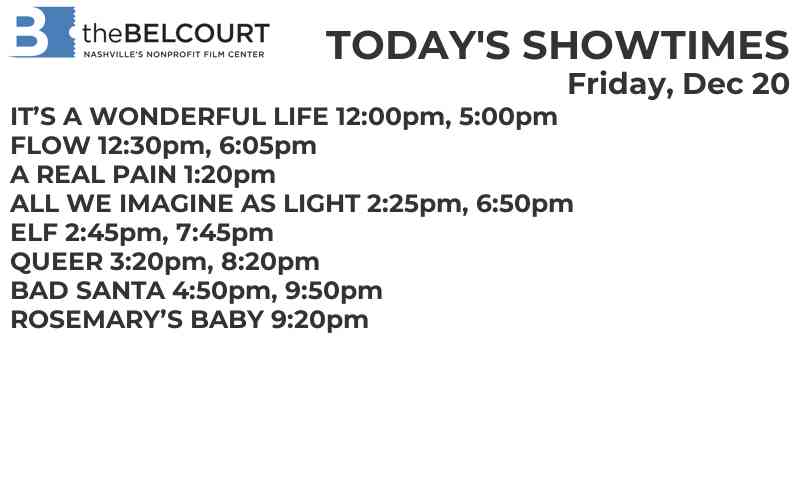 B theBELCOURT
NASHVILLE'S NONPROFIT FILM CENTER
TODAY'S SHOWTIMES
Friday, Dec 20
IT’S A WONDERFUL LIFE 12:00pm, 5:00pm
FLOW 12:30pm, 6:05pm
A REAL PAIN 1:20pm
ALL WE IMAGINE AS LIGHT 2:25pm, 6:50pm
ELF 2:45pm, 7:45pm
QUEER 3:20pm, 8:20pm
BAD SANTA 4:50pm, 9:50pm
ROSEMARY’S BABY 9:20pm